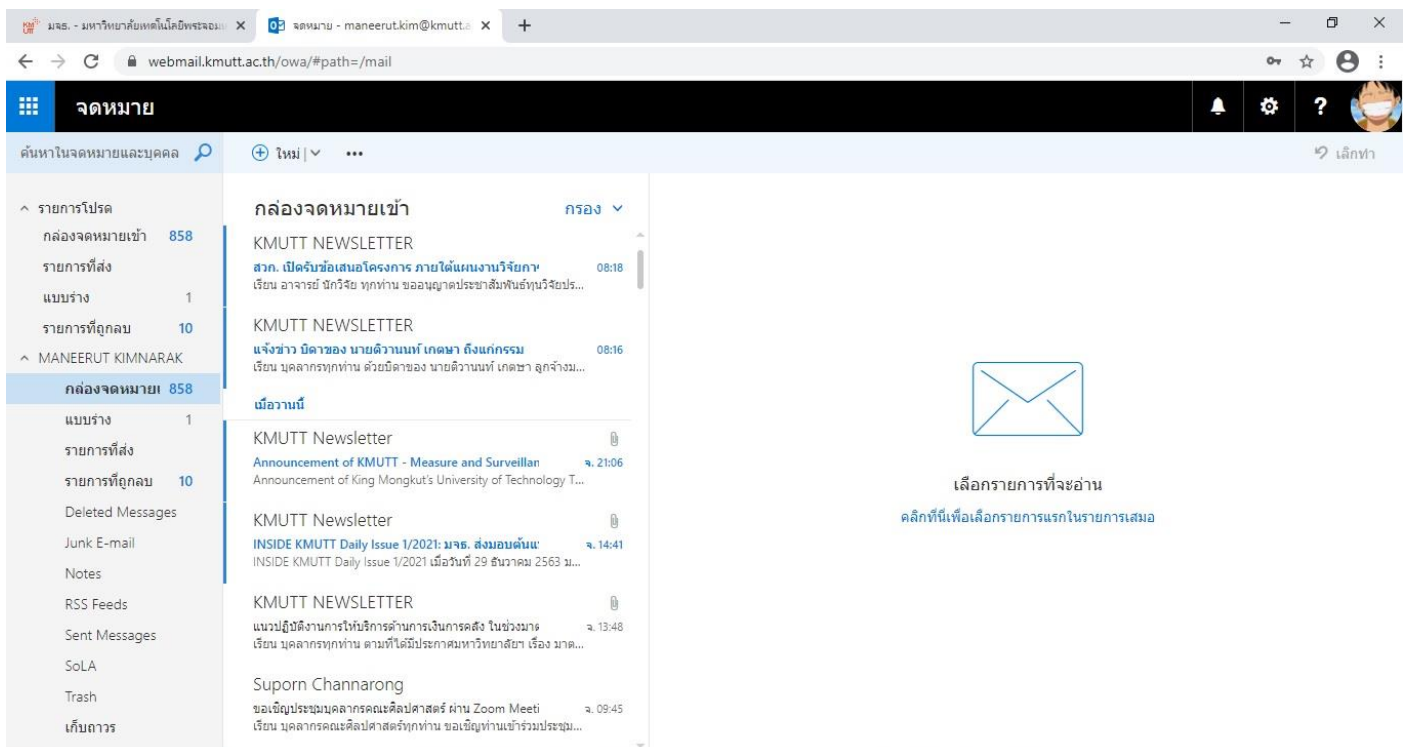 มจธ. - มหาวิทยาลัยเทคโนโลยีพระจอม
จดหมาย - maneerut.kim@kmutt.a
webmail.kmutt.ac.th/owa/#path=/mail
จดหมาย
?
ค้นหาในจดหมายและบุคคล
ใหม่
เลิกทำ
รายการโปรด
กล่องจดหมายเข้า 858
รายการที่ส่ง
แบบร่าง 1
รายการที่ถูกลบ 10
MANEERUT KIMNARAK
กล่องจดหมายเ 858
แบบร่าง 1
รายการที่ส่ง
รายการที่ถูกลบ 10
Deleted Messages
Junk E-mail
Notes
RSS Feeds
Sent Messages
SoLA
Trash
เก็บถาวร
กล่องจดหมายเข้า กรอง
KMUTT NEWSLETTER
สวก. เปิดรับข้อเสนอโครงการ ภายใต้แผนงานวิจัยกา 08:18
เรียน อาจารย์ นักวิจัย ทุกท่าน ขออนุญาตประชาสัมพันธ์ทุนวิจัยปร...
KMUTT NEWSLETTER
แจ้งข่าว บิดาของ นายดิวานนท์ เกดษา ถึงแก่กรรม 08:16
เรียน บุคลากรทุกท่าน ด้วยบิดาของ นายดิวานนท์ เกดษา ลูกจ้างม...
เมื่อวานนี้
KMUTT Newsletter
Announcement of KMUTT - Measure and Surveillan จ. 21:06
Announcement of King Mongkut's University of Technology T...
KMUTT Newsletter
INSIDE KMUTT Daily Issue 1/2021: มจธ. ส่งมอบต้นแ จ. 14:41
INSIDE KMUTT Daily Issue 1/2021 เมื่อวันที่ 29 ธันวาคม 2563 ม...
KMUTT NEWSLETTER
แนวปฏิบัติงานการให้บริการด้านการเงินการคลัง ในช่วงมาต จ. 13:48
เรียน บุคลากรทุกท่าน ตามที่ได้มีประกาศมหาวิทยาลัยฯ เรื่อง มาต...
Suporn Channarong
ขอเชิญประชุมบุคลากรคณะศิลปศาสตร์ ผ่าน Zoom Meeti จ. 09:45
เรียน บุคลากรคณะศิลปศาสตร์ทุกท่าน ขอเชิญท่านเข้าร่วมประชุม...
เลือกรายการที่จะอ่าน
คลิกที่นี่เพื่อเลือกรายการแรกในรายการเสมอ